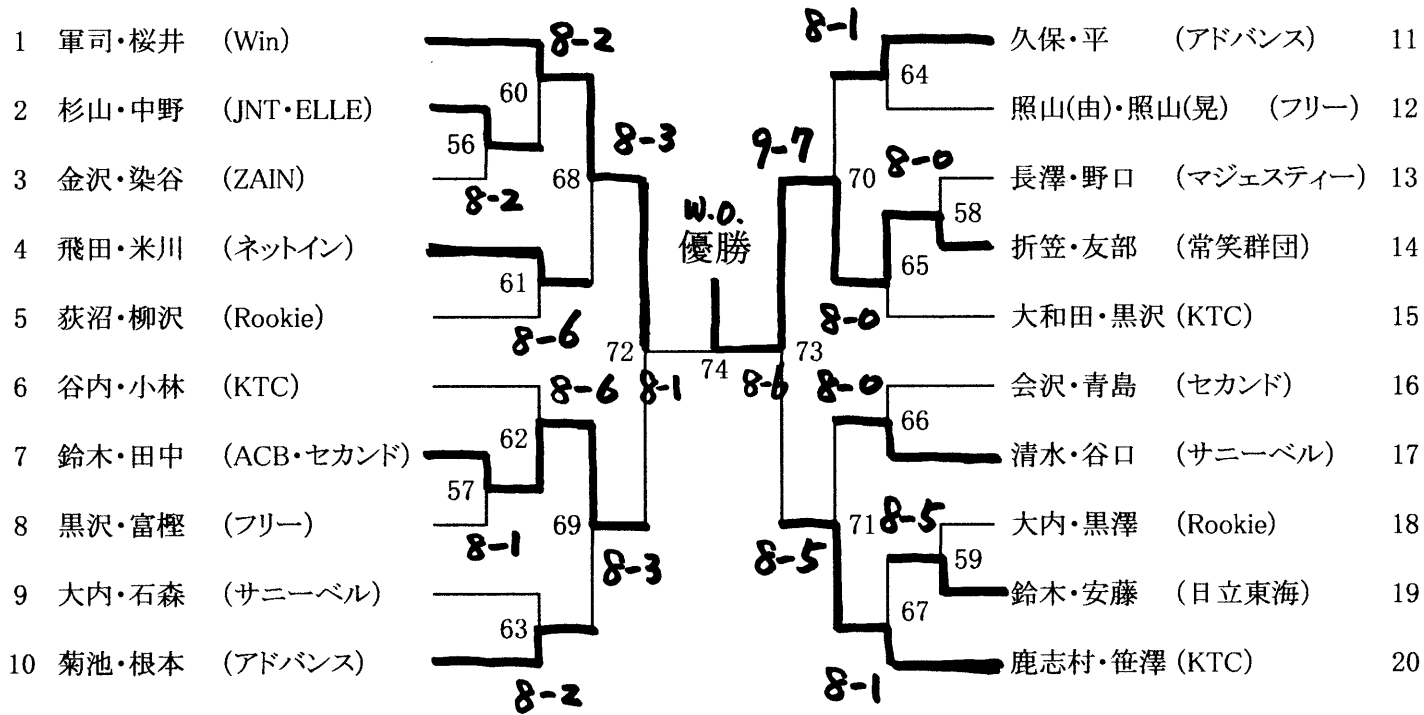 1 軍司・桜井 (Win)
2 杉山・中野 (JNT・ELLE)
3 金沢・染谷 (ZAIN)
4 飛田・米川 (ネットイン)
5 荻沼・柳沢 (Rookie)
6 谷内・小林 (KTC)
7 鈴木・田中 (ACB・セカンド)
8 黒沢・富樫 (フリー)
9 大内・石森 (サニーベル)
10 菊池・根本 (アドバンス)
8-2
60
56
8-2
68
8-3
61
8-6
72
8-1
8-6
62
57
8-1
69
8-3
63
8-2
W.O.
優勝
74
8-1
64
9-7
70
8-0
58
65
8-0
73
8-6
8-0
66
71
8-5
8-5
59
67
8-1
久保・平 (アドバンス) 11
照山(由)・照山(晃) (フリー) 12
長澤・野口 (マジェスティー) 13
折笠・友部 (常笑群団) 14
大和田・黒沢 (KTC) 15
会沢・青島 (セカンド) 16
清水・谷口 (サニーベル) 17
大内・黒澤 (Rookie) 18
鈴木・安藤 (日立東海) 19
鹿志村・笹澤 (KTC) 20